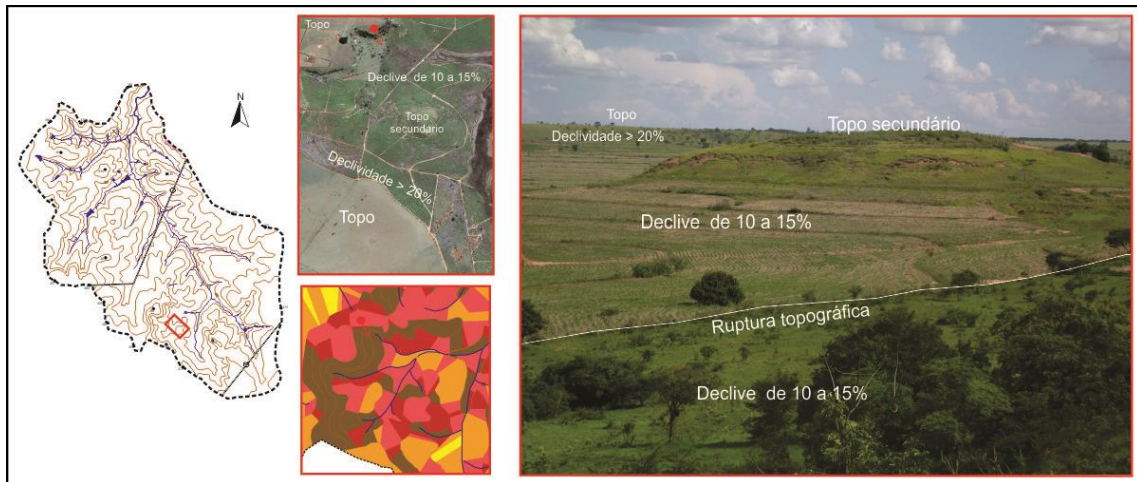 N
Topo
Declive de 10 a 15%
Topo
secundário
Declividade > 20%
Topo
Topo
Declividade > 20%
Topo secundário
Declive de 10 a 15%
Ruptura topográfica
Declive de 10 a 15%